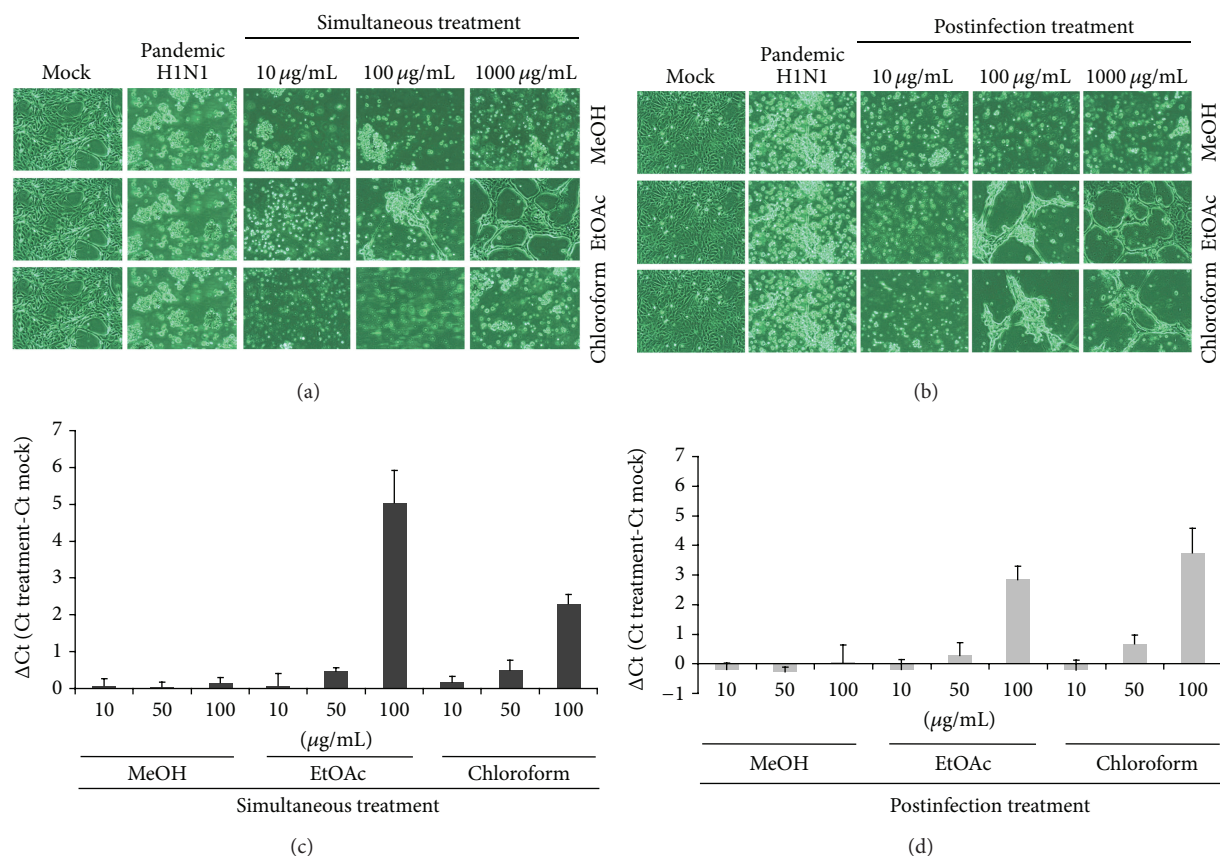 Simultaneous treatment
Mock
Pandemic
H1N1
10 μg/mL
100 μg/mL
1000 μg/mL
MeOH
EtOAc
Chloroform
(a)
Postinfection treatment
Mock
Pandemic
H1N1
10 μg/mL
100 μg/mL
1000 μg/mL
MeOH
EtOAc
Chloroform
(b)
ΔCt (Ct treatment-Ct mock)
7
6
5
4
3
2
1
0
10 50 100 10 50 100 10 50 100
(μg/mL)
MeOH EtOAc Chloroform
Simultaneous treatment
(c)
ΔCt (Ct treatment-Ct mock)
7
6
5
4
3
2
1
0
−1
10 50 100 10 50 100 10 50 100
(μg/mL)
MeOH EtOAc Chloroform
Postinfection treatment
(d)